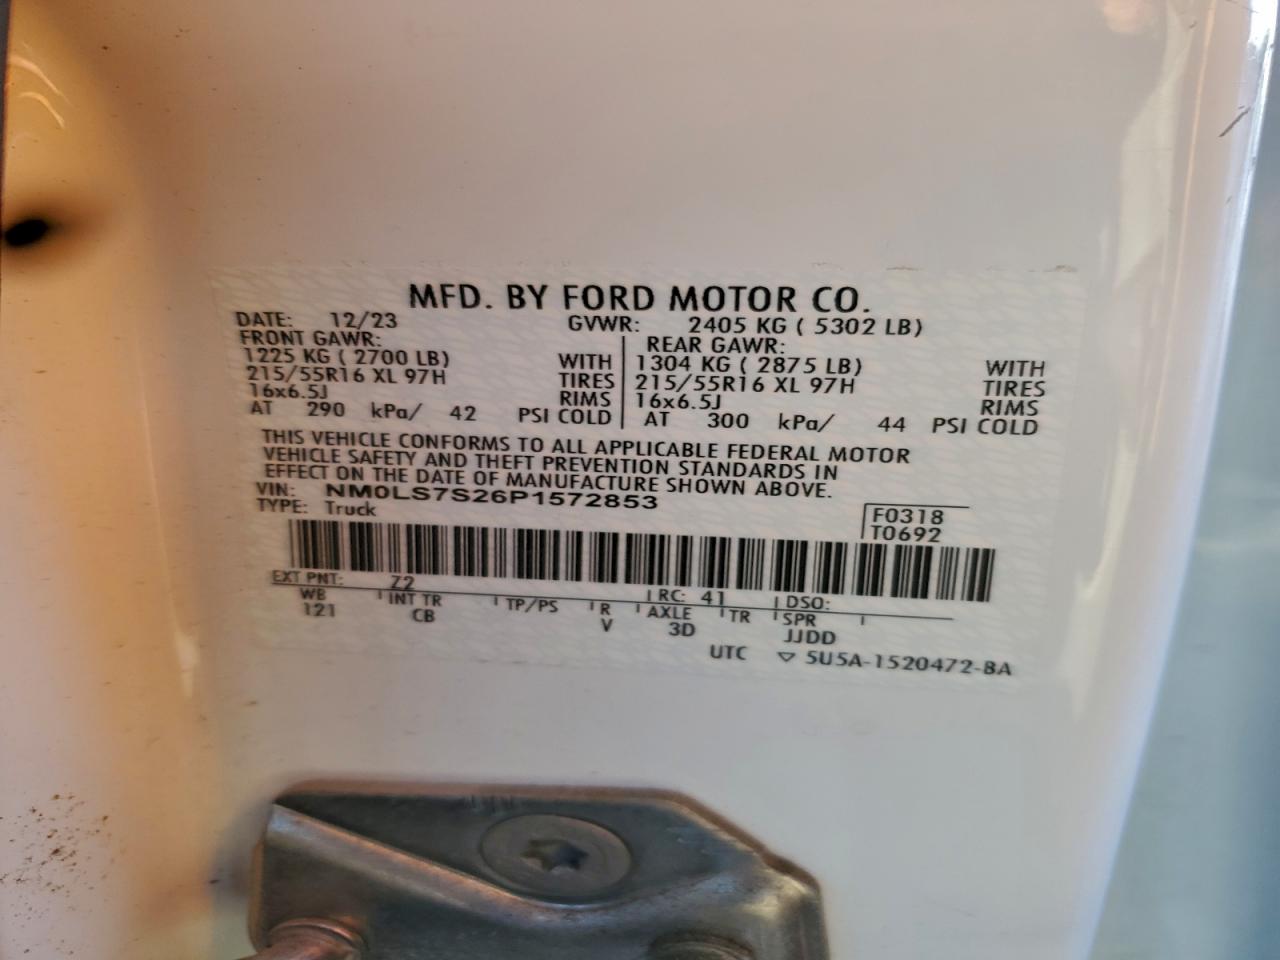 MFD. BY FORD MOTOR CO.
DATE: 12/23 GVWR: 2405 KG ( 5302 LB)
FRONT GAWR: REAR GAWR:
1225 KG ( 2700 LB) WITH 1304 KG ( 2875 LB) WITH
215/55R16 XL 97H TIRES 215/55R16 XL 97H TIRES
16x6.5J RIMS 16x6.5J RIMS
AT 290 kPa/ 42 PSI COLD AT 300 kPa/ 44 PSI COLD
THIS VEHICLE CONFORMS TO ALL APPLICABLE FEDERAL MOTOR
VEHICLE SAFETY AND THEFT PREVENTION STANDARDS IN
EFFECT ON THE DATE OF MANUFACTURE SHOWN ABOVE.
VIN: NM0LS7S26P1572853
TYPE: Truck F0318
T0692
EXT PNT: Z2 RC: 41 DSO:
WB INT TR TP/PS R AXLE TR SPR
121 CB V 3D JJDD
UTC ▽ 5U5A-1520472-BA